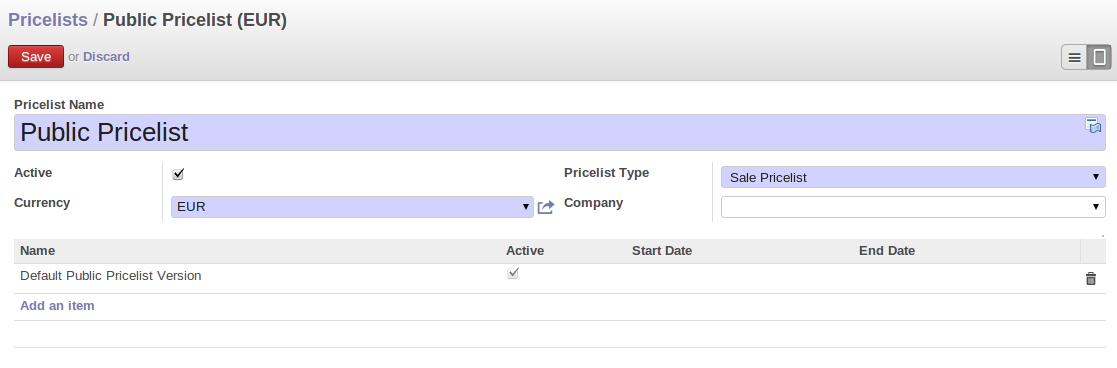 Pricelists / Public Pricelist (EUR)
Save or Discard
Pricelist Name
Public Pricelist
Active Pricelist Type Sale Pricelist
Currency EUR Company
Name Active Start Date End Date
Default Public Pricelist Version
Add an item